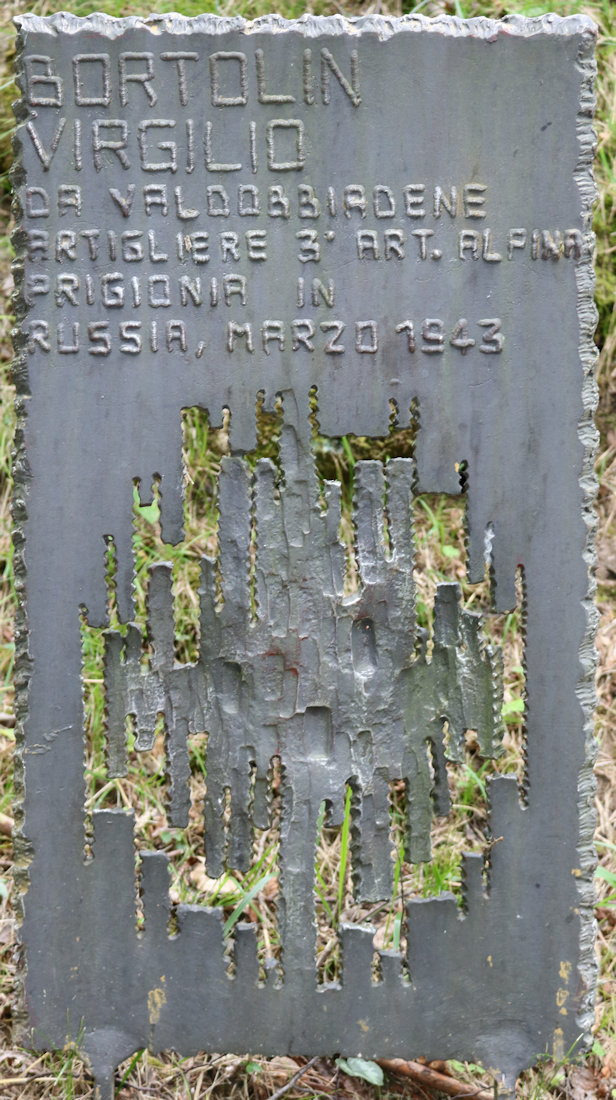 BORTOLIN
VIRGILIO
DA VALDOBBIADENE
ARTIGLIERE 3° ART. ALPINA
PRIGIONIA IN
RUSSIA, MARZO 1943